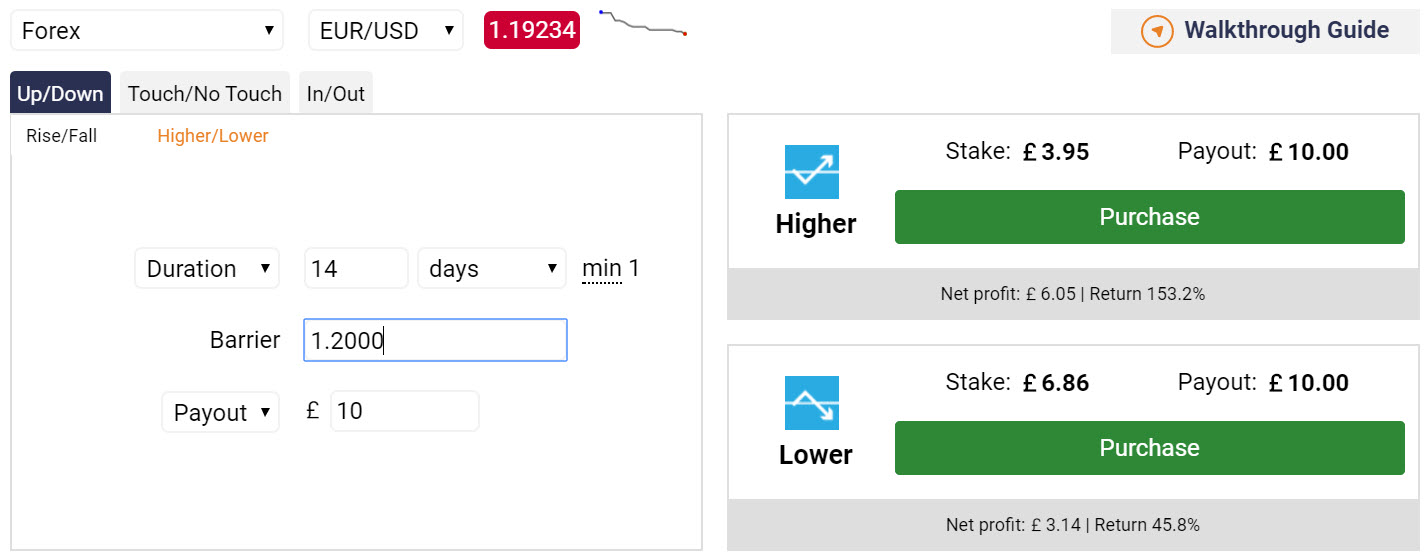 Forex EUR/USD 1.19234 Walkthrough Guide
Up/Down Touch/No Touch In/Out
Rise/Fall Higher/Lower
Duration 14 days min 1
Barrier 1.2000
Payout £ 10
Stake: £ 3.95 Payout: £ 10.00
Higher Purchase
Net profit: £ 6.05 | Return 153.2%
Stake: £ 6.86 Payout: £ 10.00
Lower Purchase
Net profit: £ 3.14 | Return 45.8%